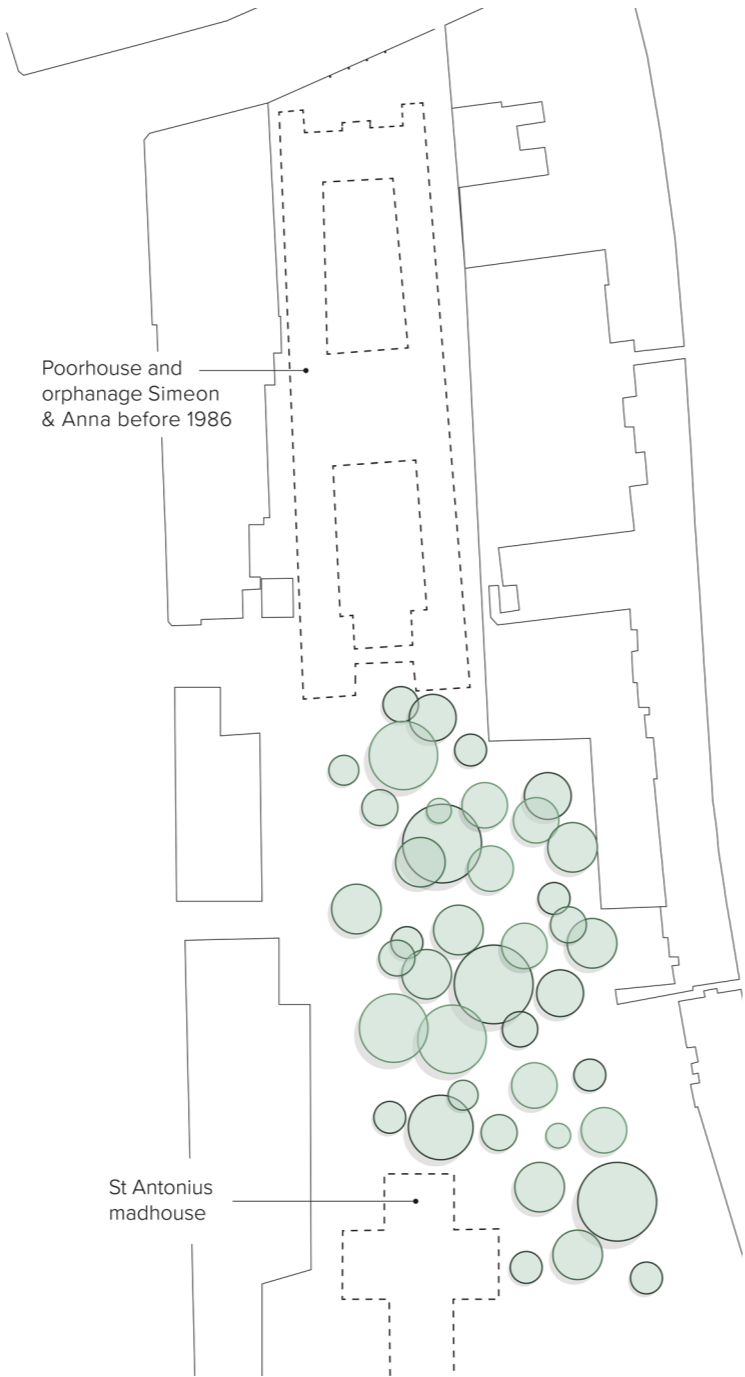 Poorhouse and
orphanage Simeon
& Anna before 1986
St Antonius
madhouse